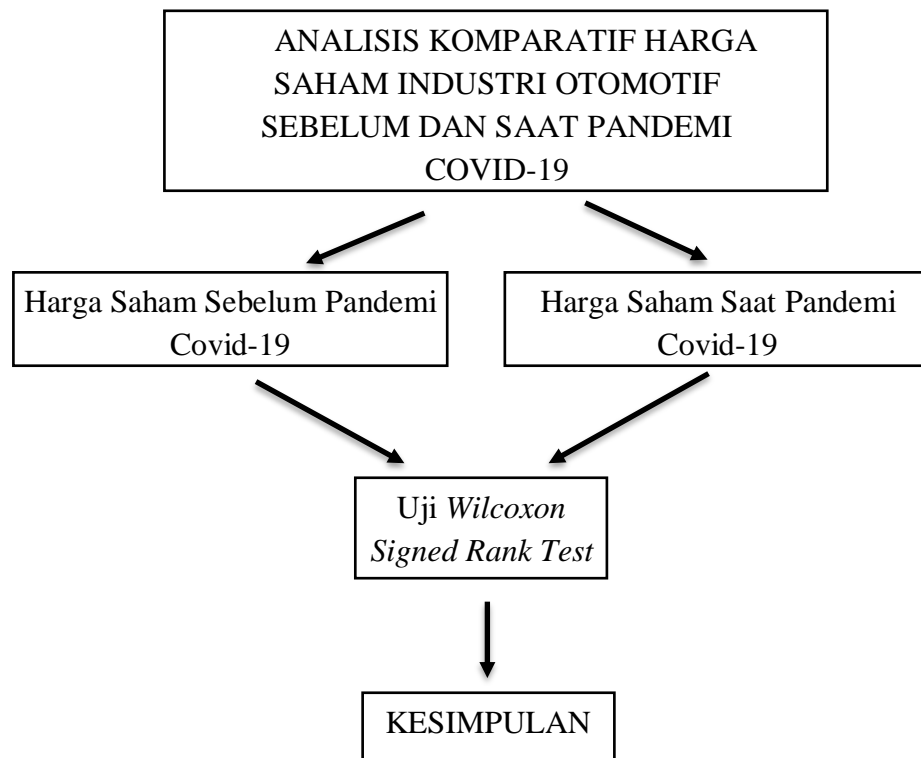 ANALISIS KOMPARATIF HARGA
SAHAM INDUSTRI OTOMOTIF
SEBELUM DAN SAAT PANDEMI
COVID-19
Harga Saham Sebelum Pandemi
Covid-19
Harga Saham Saat Pandemi
Covid-19
Uji Wilcoxon
Signed Rank Test
KESIMPULAN